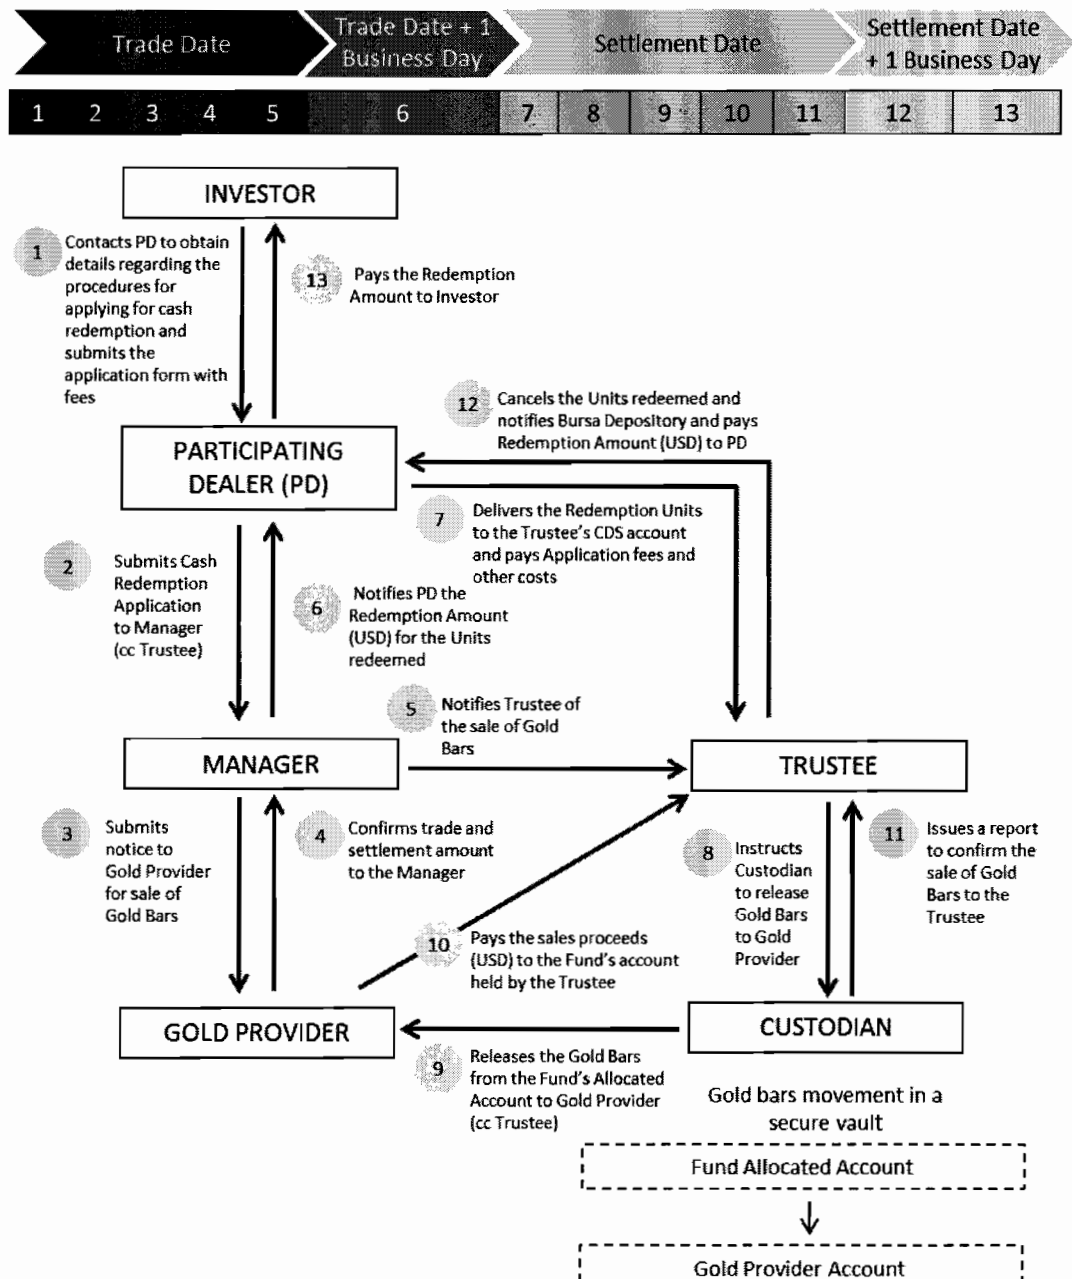 Trade Date
Trade Date + 1
Business Day
Settlement Date
Settlement Date
+ 1 Business Day
1 2 3 4 5 6 7 8 9 10 11 12 13
INVESTOR
1
Contacts PD to obtain
details regarding the
procedures for
applying for cash
redemption and
submits the
application form with
fees
13
Pays the Redemption
Amount to Investor
12
Cancels the Units redeemed and
notifies Bursa Depository and pays
Redemption Amount (USD) to PD
PARTICIPATING
DEALER (PD)
7
Delivers the Redemption Units
to the Trustee's CDS account
and pays Application fees and
other costs
2
Submits Cash
Redemption
Application
to Manager
(cc Trustee)
6
Notifies PD the
Redemption Amount
(USD) for the Units
redeemed
5
Notifies Trustee of
the sale of Gold
Bars
MANAGER
TRUSTEE
3
Submits
notice to
Gold Provider
for sale of
Gold Bars
4
Confirms trade and
settlement amount
to the Manager
8
Instructs
Custodian
to release
Gold Bars
to Gold
Provider
11
Issues a report
to confirm the
sale of Gold
Bars to the
Trustee
10
Pays the sales proceeds
(USD) to the Fund's account
held by the Trustee
GOLD PROVIDER
CUSTODIAN
9
Releases the Gold Bars
from the Fund's Allocated
Account to Gold Provider
(cc Trustee)
Gold bars movement in a
secure vault
Fund Allocated Account
Gold Provider Account